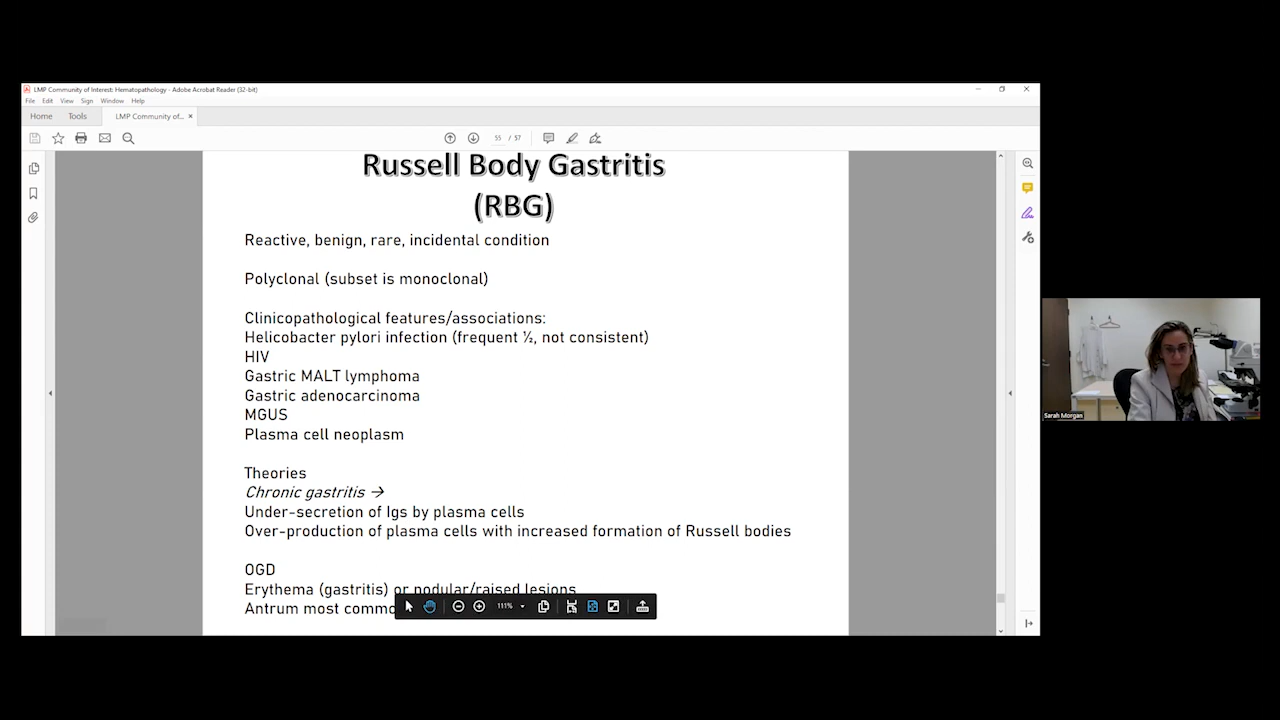 LMP Community of Interest: Hematopathology - Adobe Acrobat Reader (32-bit)
File Edit View Sign Window Help
Home Tools LMP Community of... ×
55 / 57
Russell Body Gastritis
(RBG)
Reactive, benign, rare, incidental condition
Polyclonal (subset is monoclonal)
Clinicopathological features/associations:
Helicobacter pylori infection (frequent ½, not consistent)
HIV
Gastric MALT lymphoma
Gastric adenocarcinoma
MGUS
Plasma cell neoplasm
Theories
Chronic gastritis →
Under-secretion of Igs by plasma cells
Over-production of plasma cells with increased formation of Russell bodies
OGD
Erythema (gastritis) or nodular/raised lesions
Antrum most
111%
Sarah Morgan